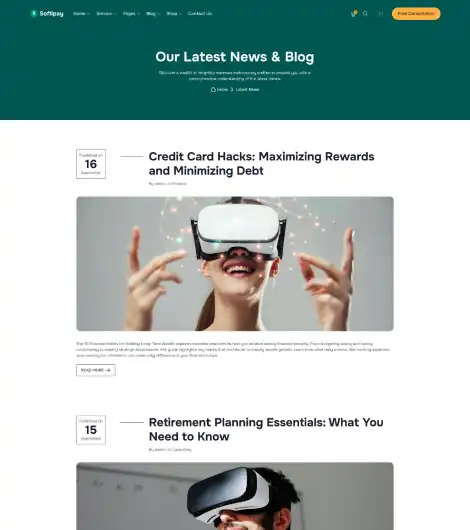 Softipay
Home Service Pages Blog Shop Contact Us
Free Consultation
Our Latest News & Blog
Discover a wealth of insightful materials meticulously crafted to provide you with a
comprehensive understanding of the latest trends.
Home Latest News
Published on
16
September
Credit Card Hacks: Maximizing Rewards
and Minimizing Debt
By admin, in Finance
READ MORE
Published on
15
September
Retirement Planning Essentials: What You
Need to Know
By admin, in Consulting